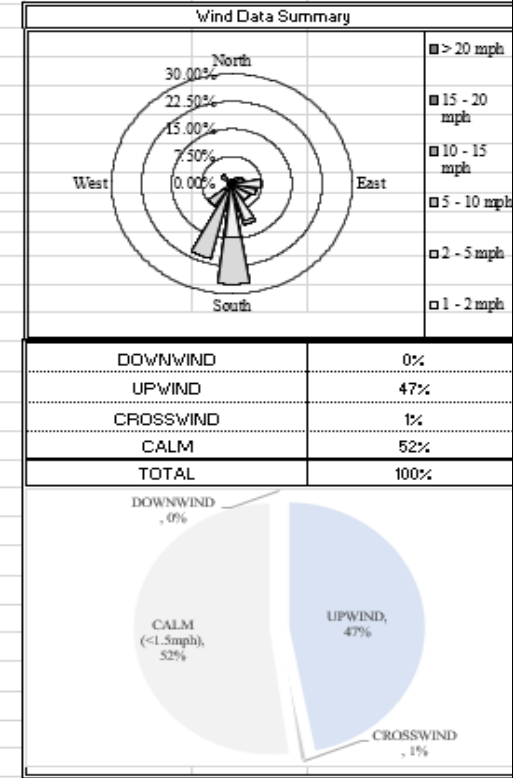 Wind Data Summary
North
30.00%
22.50%
15.00%
7.50%
0.00%
West
East
South
> 20 mph
15 - 20
mph
10 - 15
mph
5 - 10 mph
2 - 5 mph
1 - 2 mph
DOWNWIND 0%
UPWIND 47%
CROSSWIND 1%
CALM 52%
TOTAL 100%
DOWNWIND
, 0%
CALM
(<1.5mph),
52%
UPWIND,
47%
CROSSWIND
, 1%